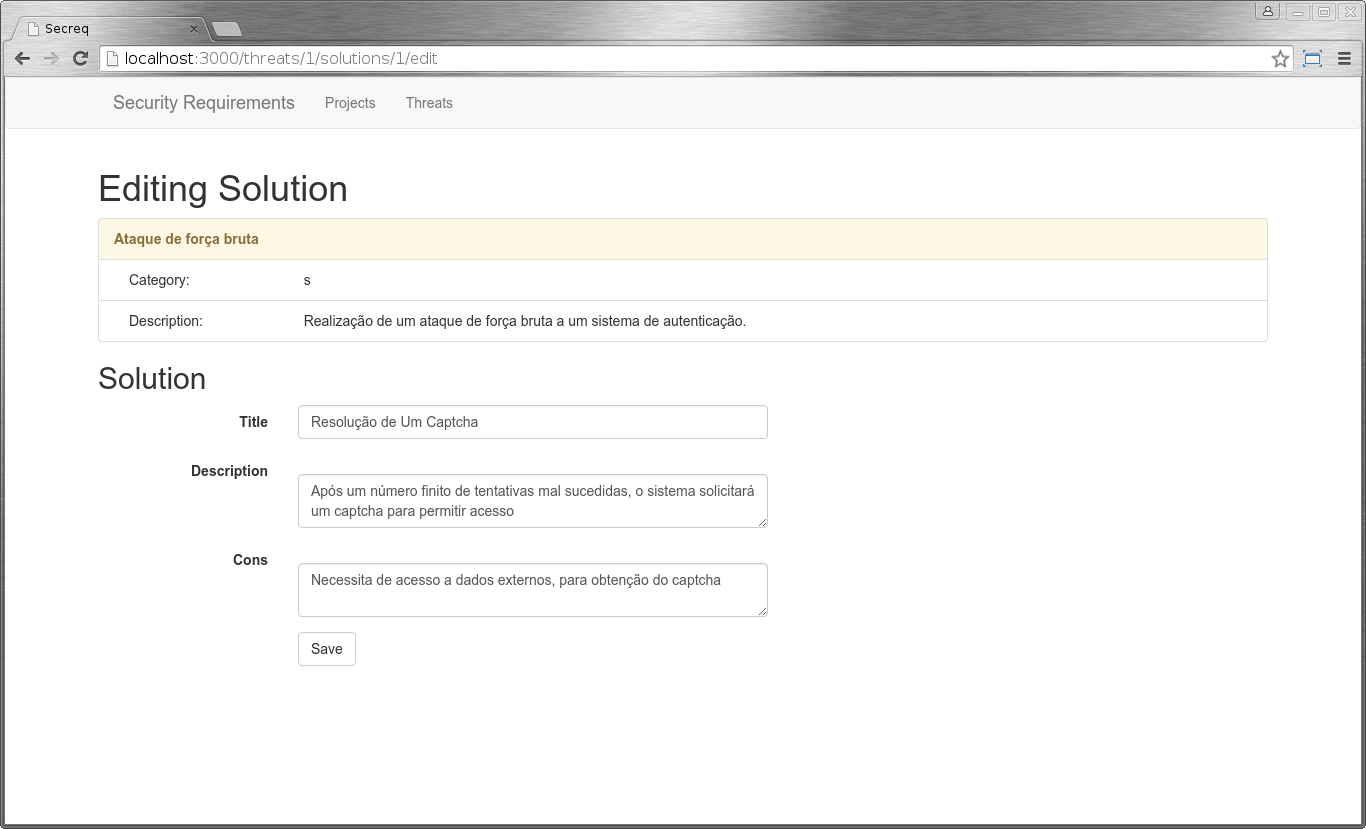 Secreq
localhost:3000/threats/1/solutions/1/edit
Security Requirements Projects Threats
Editing Solution
Ataque de força bruta
Category: s
Description: Realização de um ataque de força bruta a um sistema de autenticação.
Solution
Title Resolução de Um Captcha
Description
Após um número finito de tentativas mal sucedidas, o sistema solicitará
um captcha para permitir acesso
Cons
Necessita de acesso a dados externos, para obtenção do captcha
Save